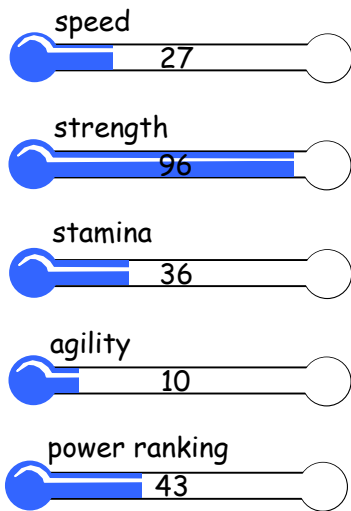 speed
27
strength
96
stamina
36
agility
10
power ranking
43